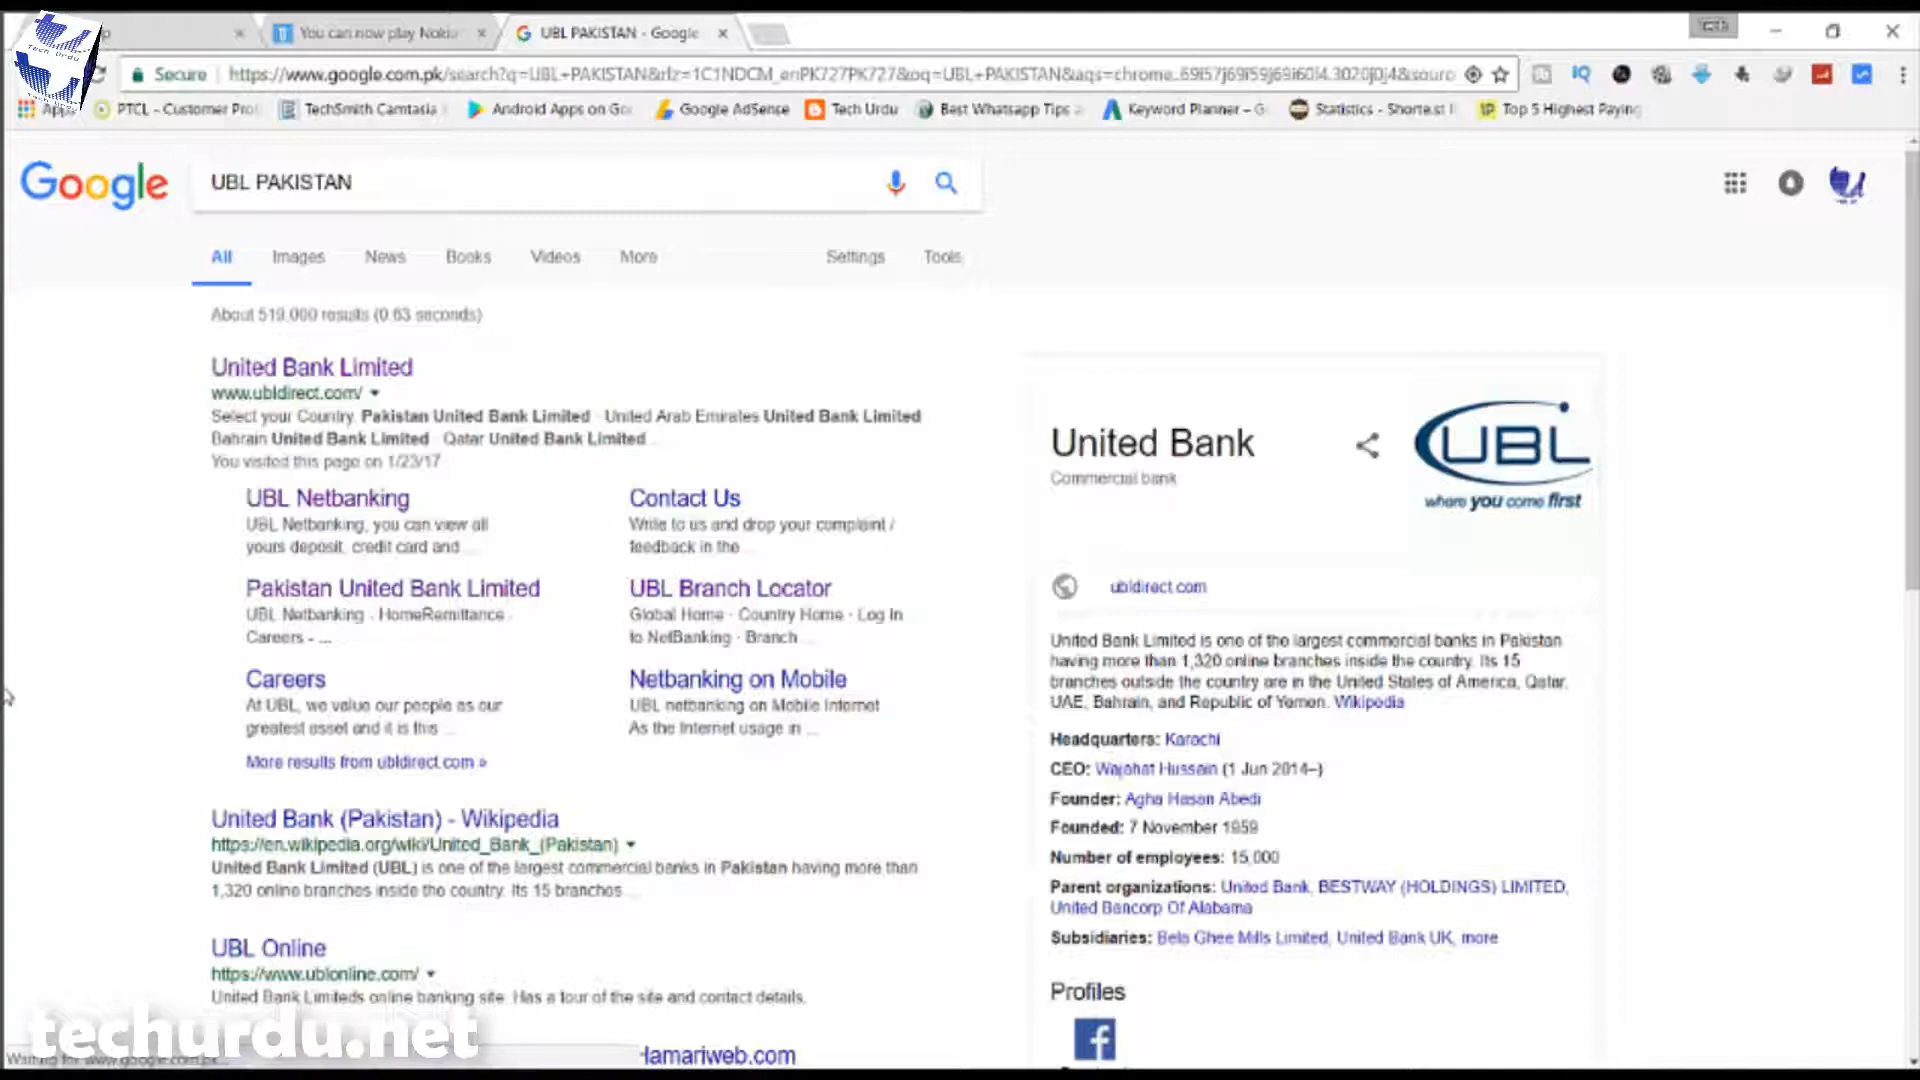 Tech Urdu
You can now play Nokia
UBL PAKISTAN - Google
Secure
https://www.google.com.pk/search?q=UBL+PAKISTAN&rlz=1C1NDCM_enPK727PK727&oq=UBL+PAKISTAN&aqs=chrome..69i57j69i59j69i60l4.3020j0j4&sourc
Apps
PTCL - Customer Pro
TechSmith Camtasia
Android Apps on Go
Google AdSense
Tech Urdu
Best Whatsapp Tips a
Keyword Planner – G
Statistics - Shorte.st
Top 5 Highest Paying
Google
UBL PAKISTAN
All
Images
News
Books
Videos
More
Settings
Tools
About 519,000 results (0.63 seconds)
United Bank Limited
www.ubldirect.com/
Select your Country. Pakistan United Bank Limited · United Arab Emirates United Bank Limited
Bahrain United Bank Limited · Qatar United Bank Limited ...
You visited this page on 1/23/17
UBL Netbanking
UBL Netbanking, you can view all
yours deposit, credit card and ...
Contact Us
Write to us and drop your complaint /
feedback in the ...
Pakistan United Bank Limited
UBL Netbanking · HomeRemittance ·
Careers - ...
UBL Branch Locator
Global Home · Country Home · Log In
to NetBanking · Branch ...
Careers
At UBL, we value our people as our
greatest asset and it is this ...
Netbanking on Mobile
UBL netbanking on Mobile Internet
As the Internet usage in ...
More results from ubldirect.com »
United Bank (Pakistan) - Wikipedia
https://en.wikipedia.org/wiki/United_Bank_(Pakistan)
United Bank Limited (UBL) is one of the largest commercial banks in Pakistan having more than
1,320 online branches inside the country. Its 15 branches ...
UBL Online
https://www.ublonline.com/
United Bank Limiteds online banking site. Has a tour of the site and contact details.
Hamariweb.com
United Bank
Commercial bank
UBL
where you come first
ubldirect.com
United Bank Limited is one of the largest commercial banks in Pakistan
having more than 1,320 online branches inside the country. Its 15
branches outside the country are in the United States of America, Qatar,
UAE, Bahrain, and Republic of Yemen. Wikipedia
Headquarters: Karachi
CEO: Wajahat Hussain (1 Jun 2014–)
Founder: Agha Hasan Abedi
Founded: 7 November 1959
Number of employees: 15,000
Parent organizations: United Bank, BESTWAY (HOLDINGS) LIMITED,
United Bancorp Of Alabama
Subsidiaries: Bela Ghee Mills Limited, United Bank UK, more
Profiles
techurdu.net
Waiting for www.google.com.pk...